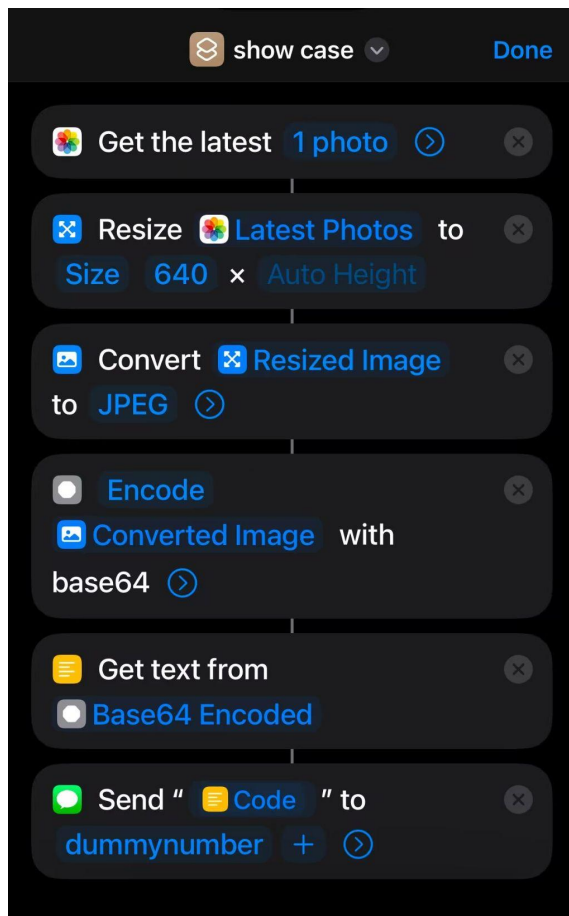 show case
Done
Get the latest 1 photo
Resize Latest Photos to
Size 640 × Auto Height
Convert Resized Image
to JPEG
Encode
Converted Image with
base64
Get text from
Base64 Encoded
Send “ Code ” to
dummynumber +